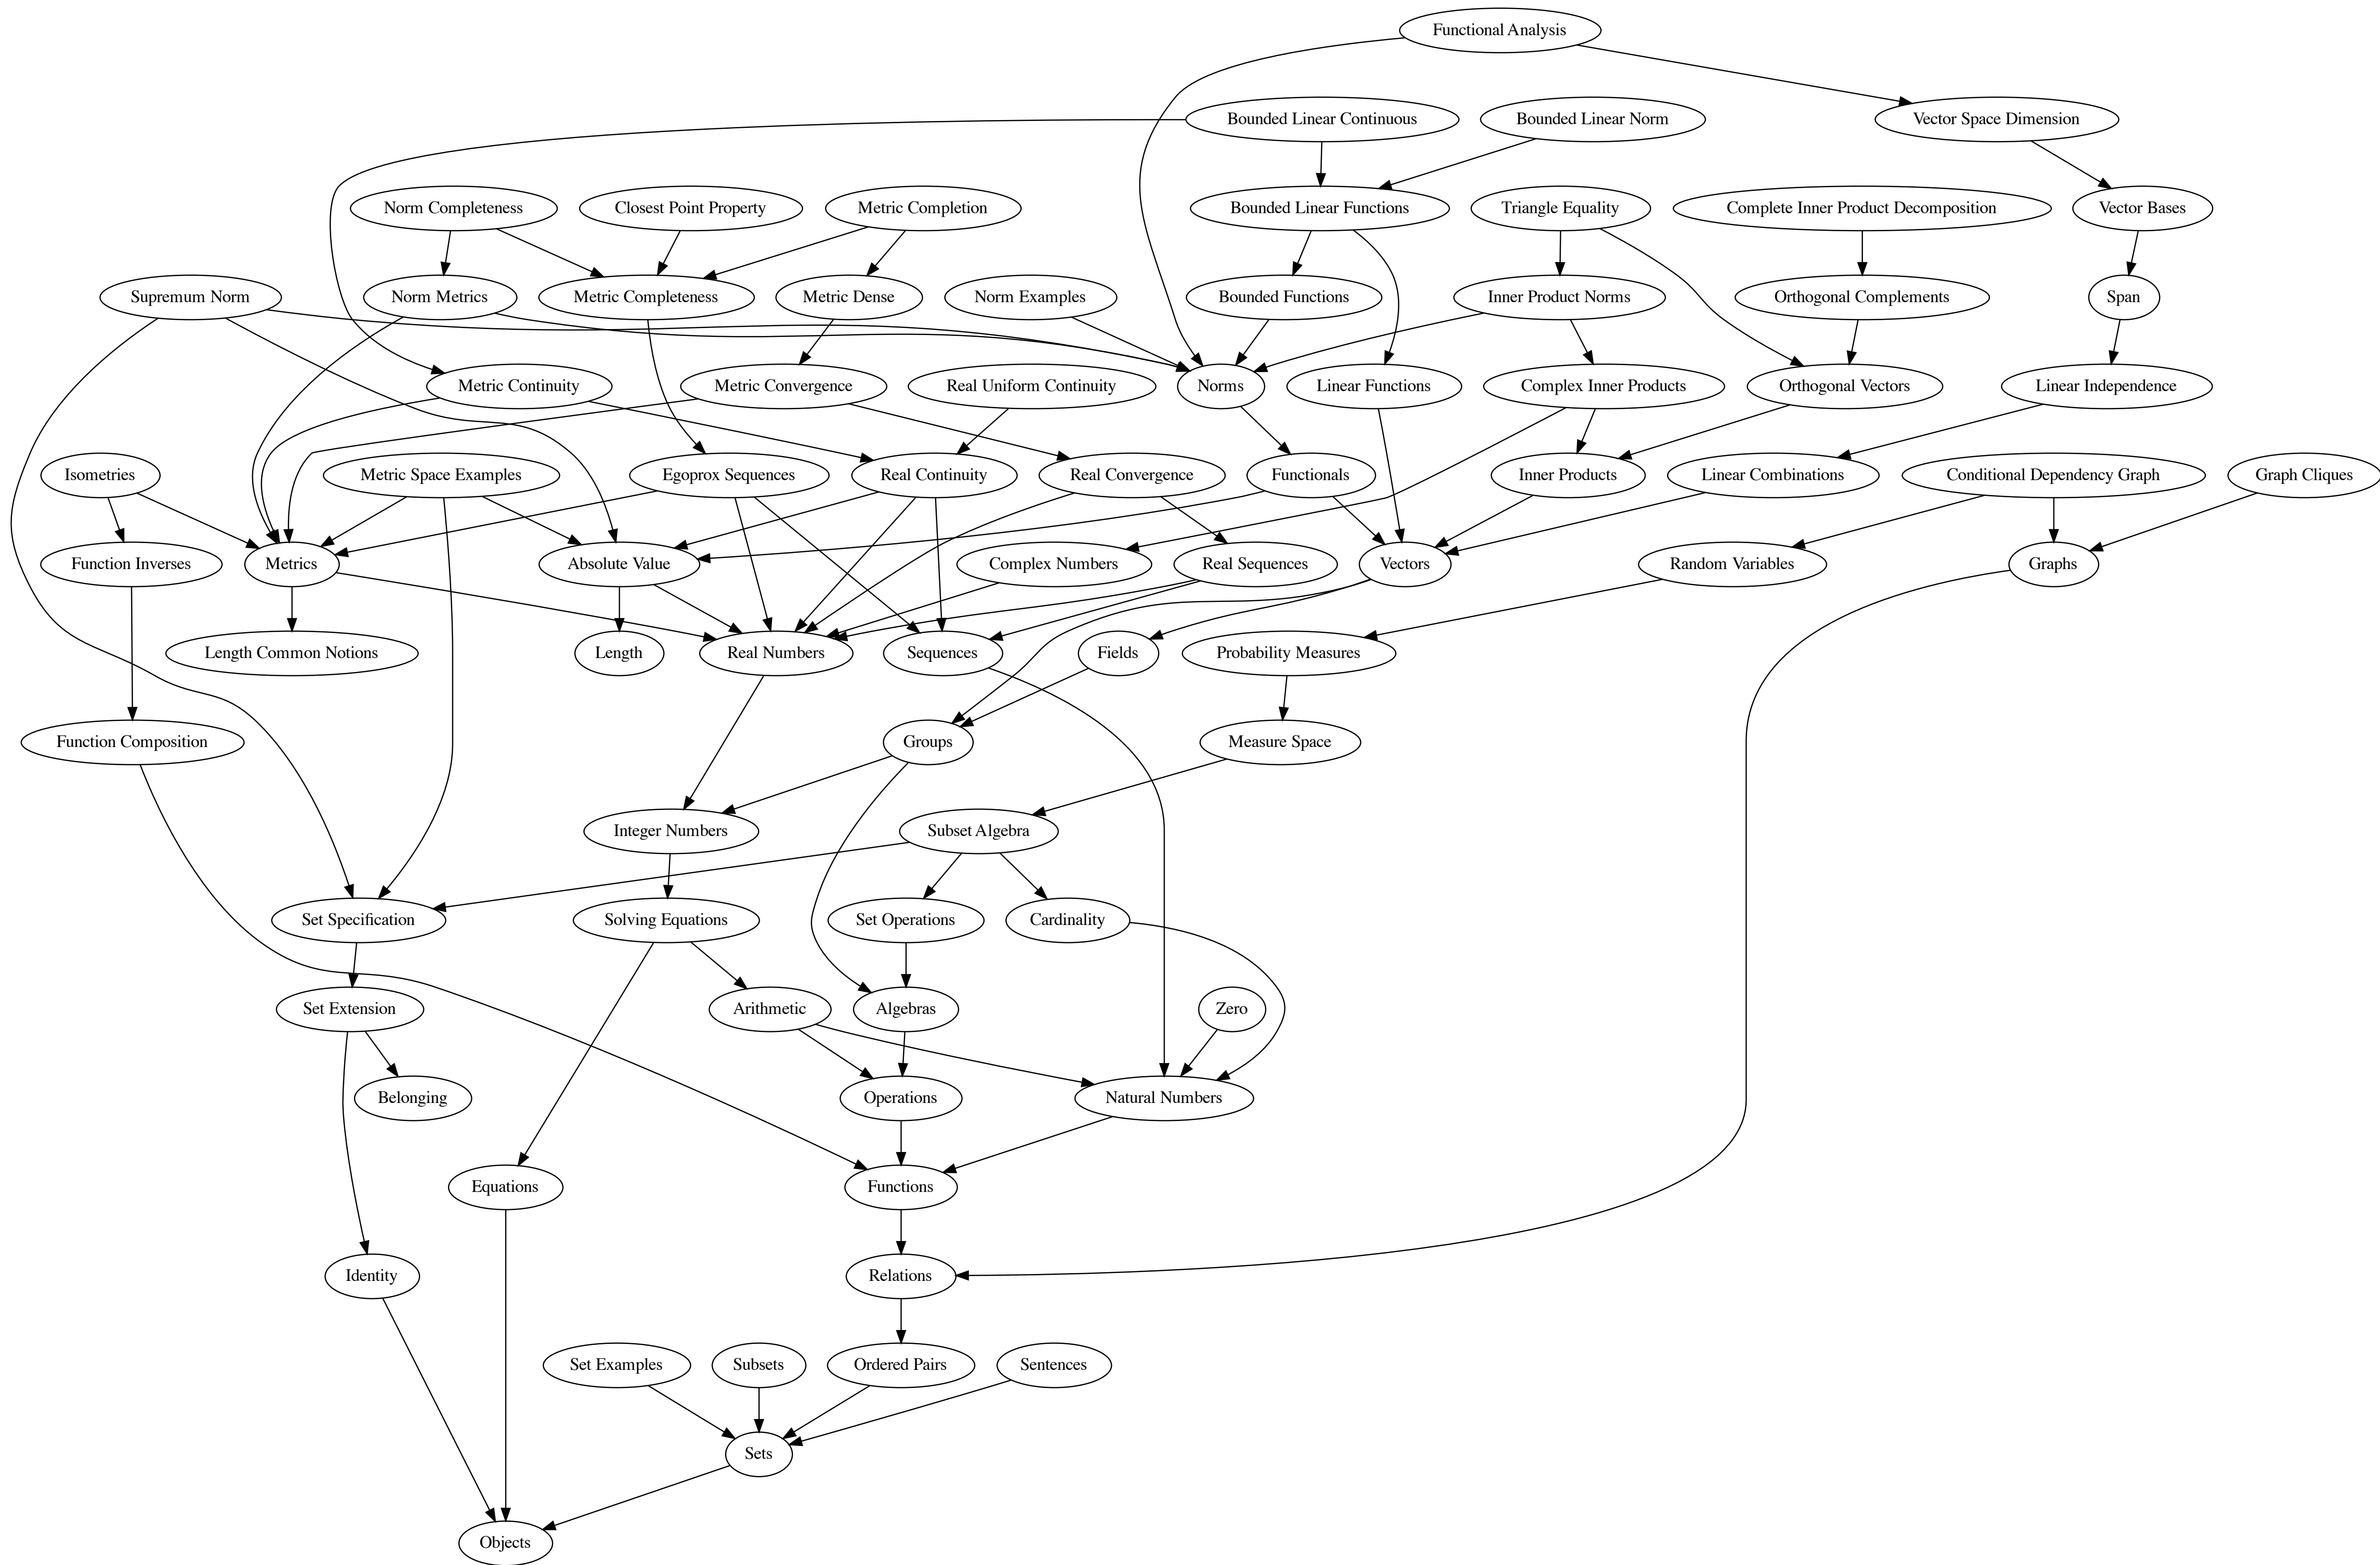 Functional Analysis
Bounded Linear Continuous
Bounded Linear Norm
Vector Space Dimension
Norm Completeness
Closest Point Property
Metric Completion
Bounded Linear Functions
Triangle Equality
Complete Inner Product Decomposition
Vector Bases
Supremum Norm
Norm Metrics
Metric Completeness
Metric Dense
Norm Examples
Bounded Functions
Inner Product Norms
Orthogonal Complements
Span
Metric Continuity
Metric Convergence
Real Uniform Continuity
Norms
Linear Functions
Complex Inner Products
Orthogonal Vectors
Linear Independence
Isometries
Metric Space Examples
Egoprox Sequences
Real Continuity
Real Convergence
Functionals
Inner Products
Linear Combinations
Conditional Dependency Graph
Graph Cliques
Function Inverses
Metrics
Absolute Value
Complex Numbers
Real Sequences
Vectors
Random Variables
Graphs
Length Common Notions
Length
Real Numbers
Sequences
Fields
Probability Measures
Function Composition
Groups
Measure Space
Integer Numbers
Subset Algebra
Set Specification
Solving Equations
Set Operations
Cardinality
Set Extension
Arithmetic
Algebras
Zero
Belonging
Operations
Natural Numbers
Equations
Functions
Identity
Relations
Set Examples
Subsets
Ordered Pairs
Sentences
Sets
Objects